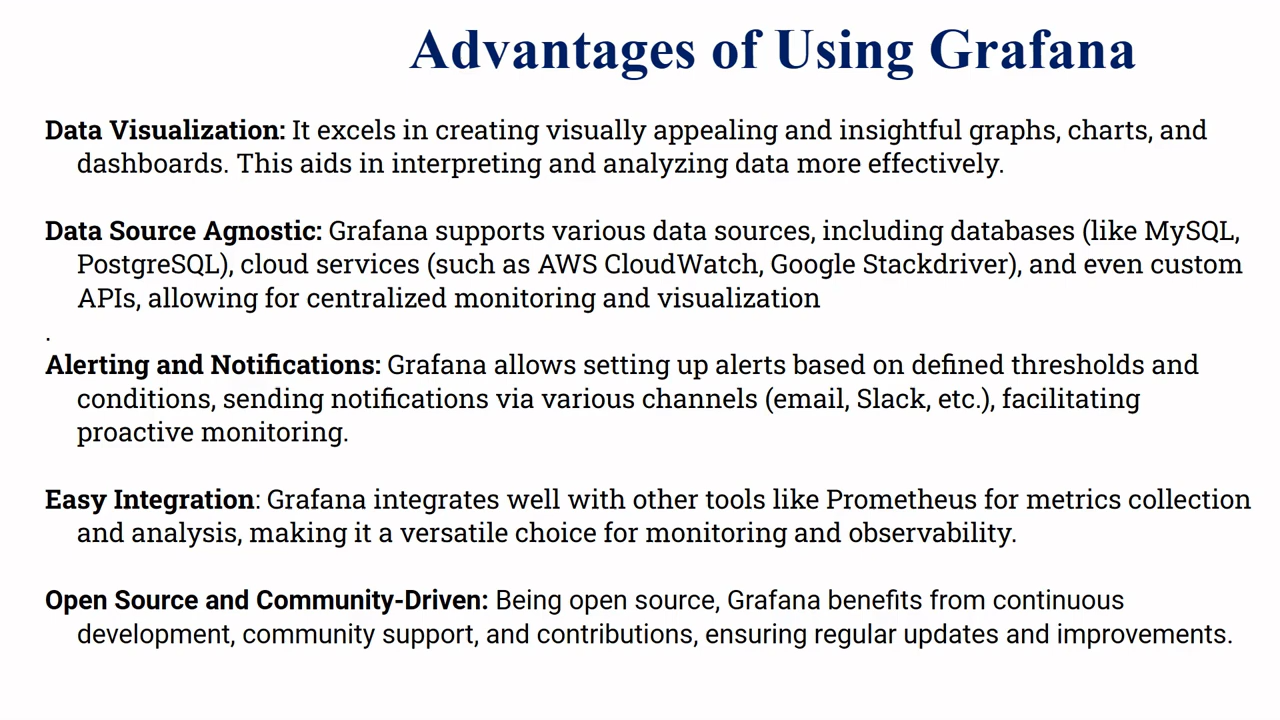 Advantages of Using Grafana
Data Visualization: It excels in creating visually appealing and insightful graphs, charts, and
dashboards. This aids in interpreting and analyzing data more effectively.
Data Source Agnostic: Grafana supports various data sources, including databases (like MySQL,
PostgreSQL), cloud services (such as AWS CloudWatch, Google Stackdriver), and even custom
APIs, allowing for centralized monitoring and visualization
.
Alerting and Notifications: Grafana allows setting up alerts based on defined thresholds and
conditions, sending notifications via various channels (email, Slack, etc.), facilitating
proactive monitoring.
Easy Integration: Grafana integrates well with other tools like Prometheus for metrics collection
and analysis, making it a versatile choice for monitoring and observability.
Open Source and Community-Driven: Being open source, Grafana benefits from continuous
development, community support, and contributions, ensuring regular updates and improvements.